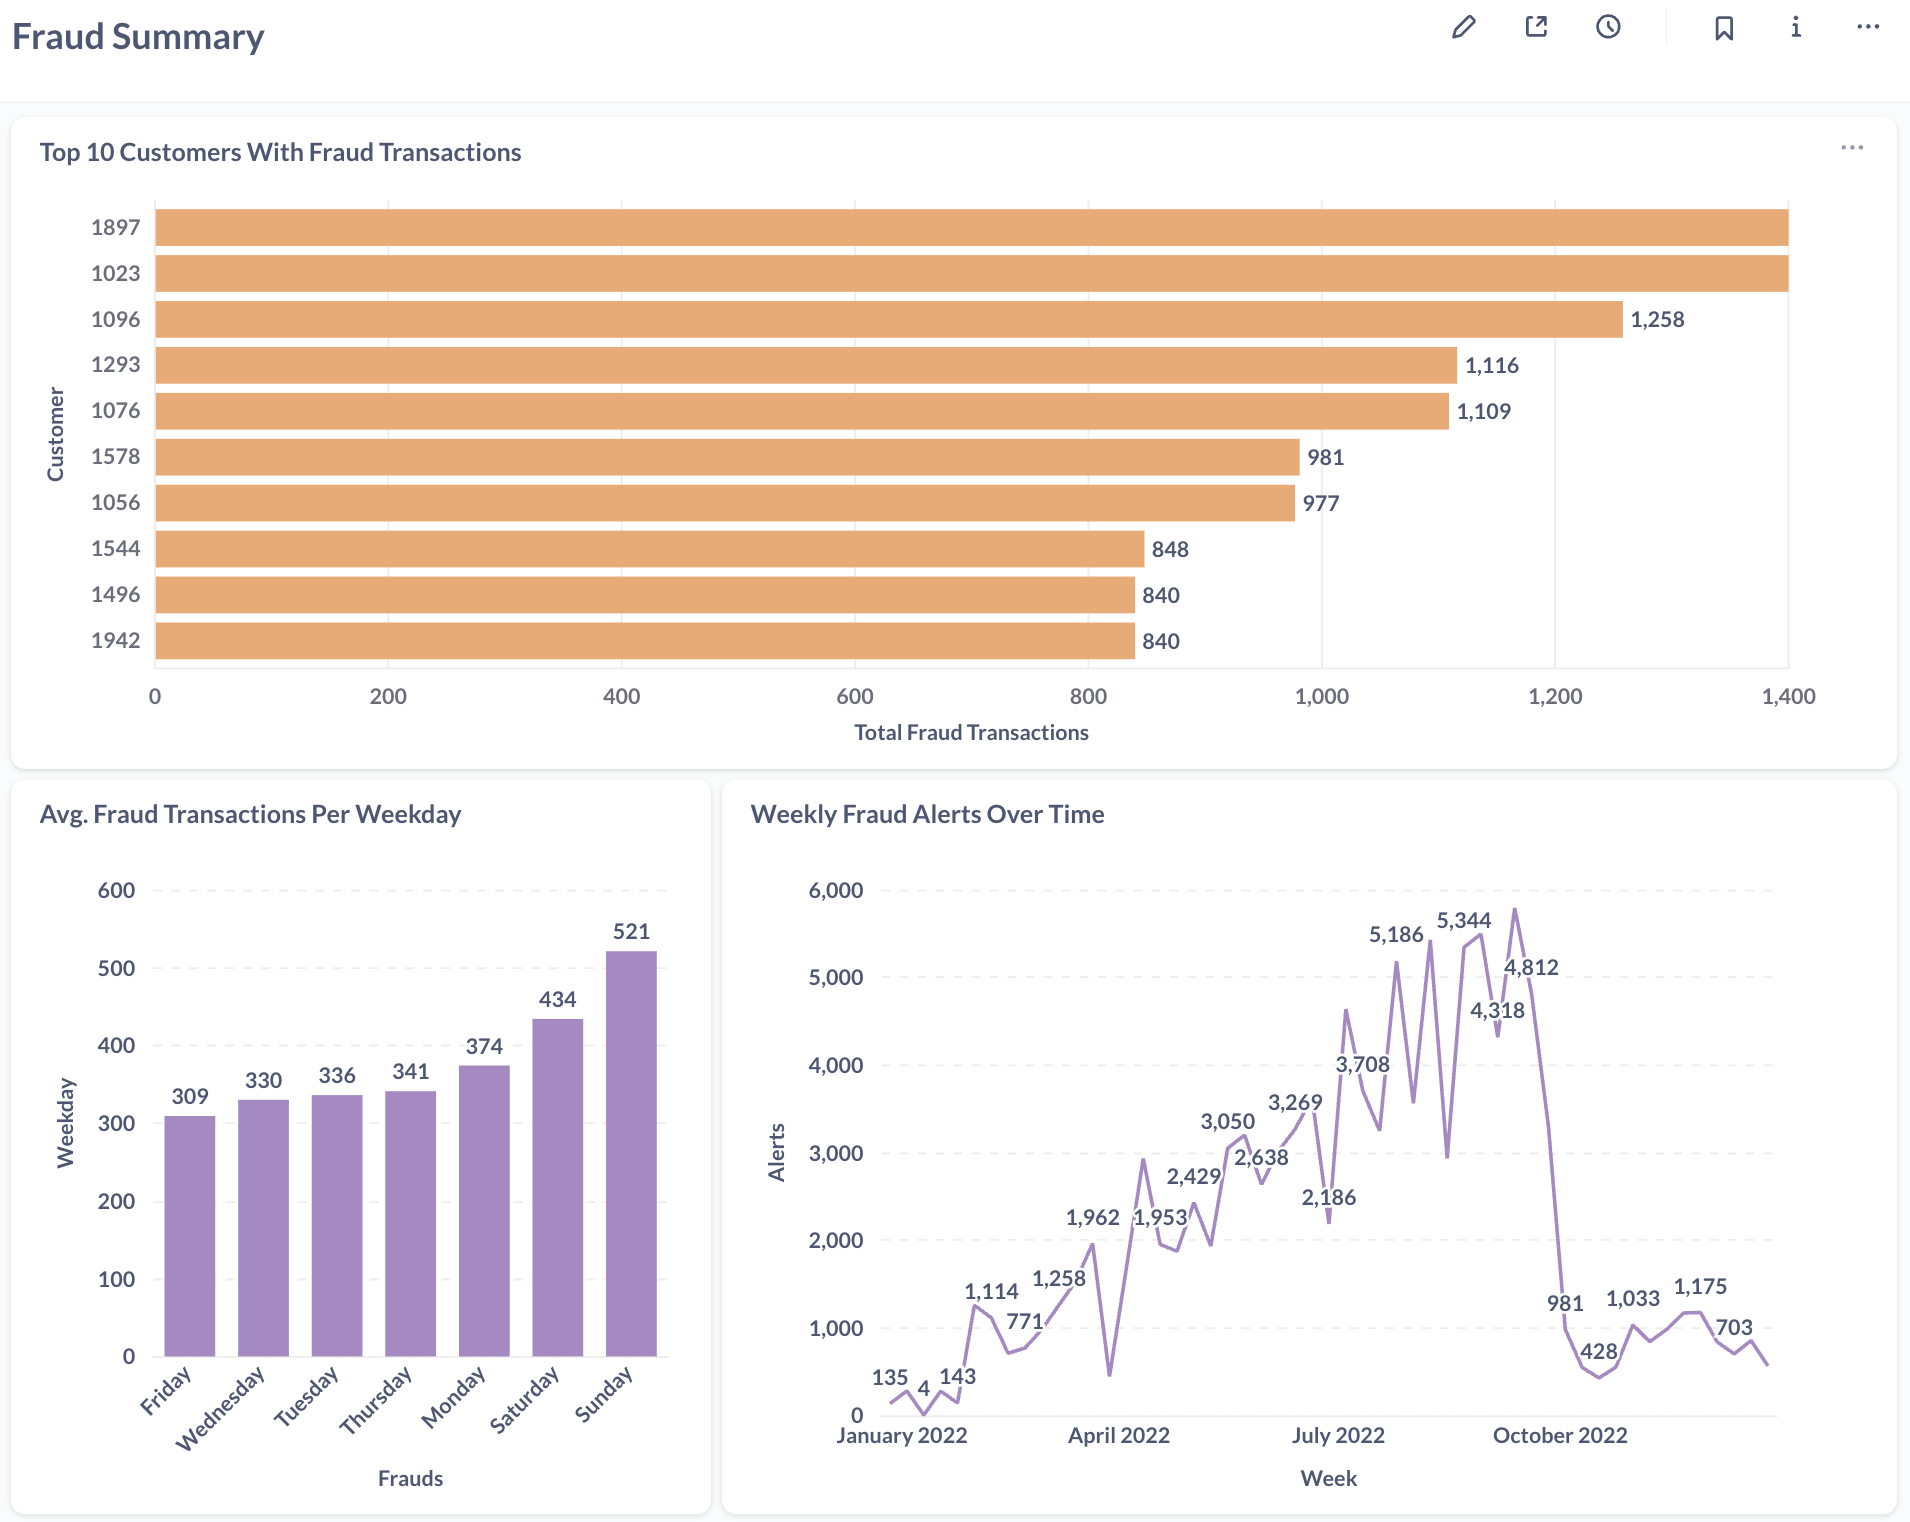 Fraud Summary
Top 10 Customers With Fraud Transactions
Customer
1897
1023
1096
1,258
1293
1,116
1076
1,109
1578
981
1056
977
1544
848
1496
840
1942
840
0 200 400 600 800 1,000 1,200 1,400
Total Fraud Transactions
Avg. Fraud Transactions Per Weekday
Weekday
600
500
400
300
200
100
0
309 330 336 341 374 434 521
Friday Wednesday Tuesday Thursday Monday Saturday Sunday
Frauds
Weekly Fraud Alerts Over Time
Alerts
6,000
5,000
4,000
3,000
2,000
1,000
0
135 4 143 1,114 771 1,258 1,962 1,953 2,429 3,050 2,638 3,269 2,186 3,708 5,186 5,344 4,318 4,812 981 428 1,033 1,175 703
January 2022 April 2022 July 2022 October 2022
Week